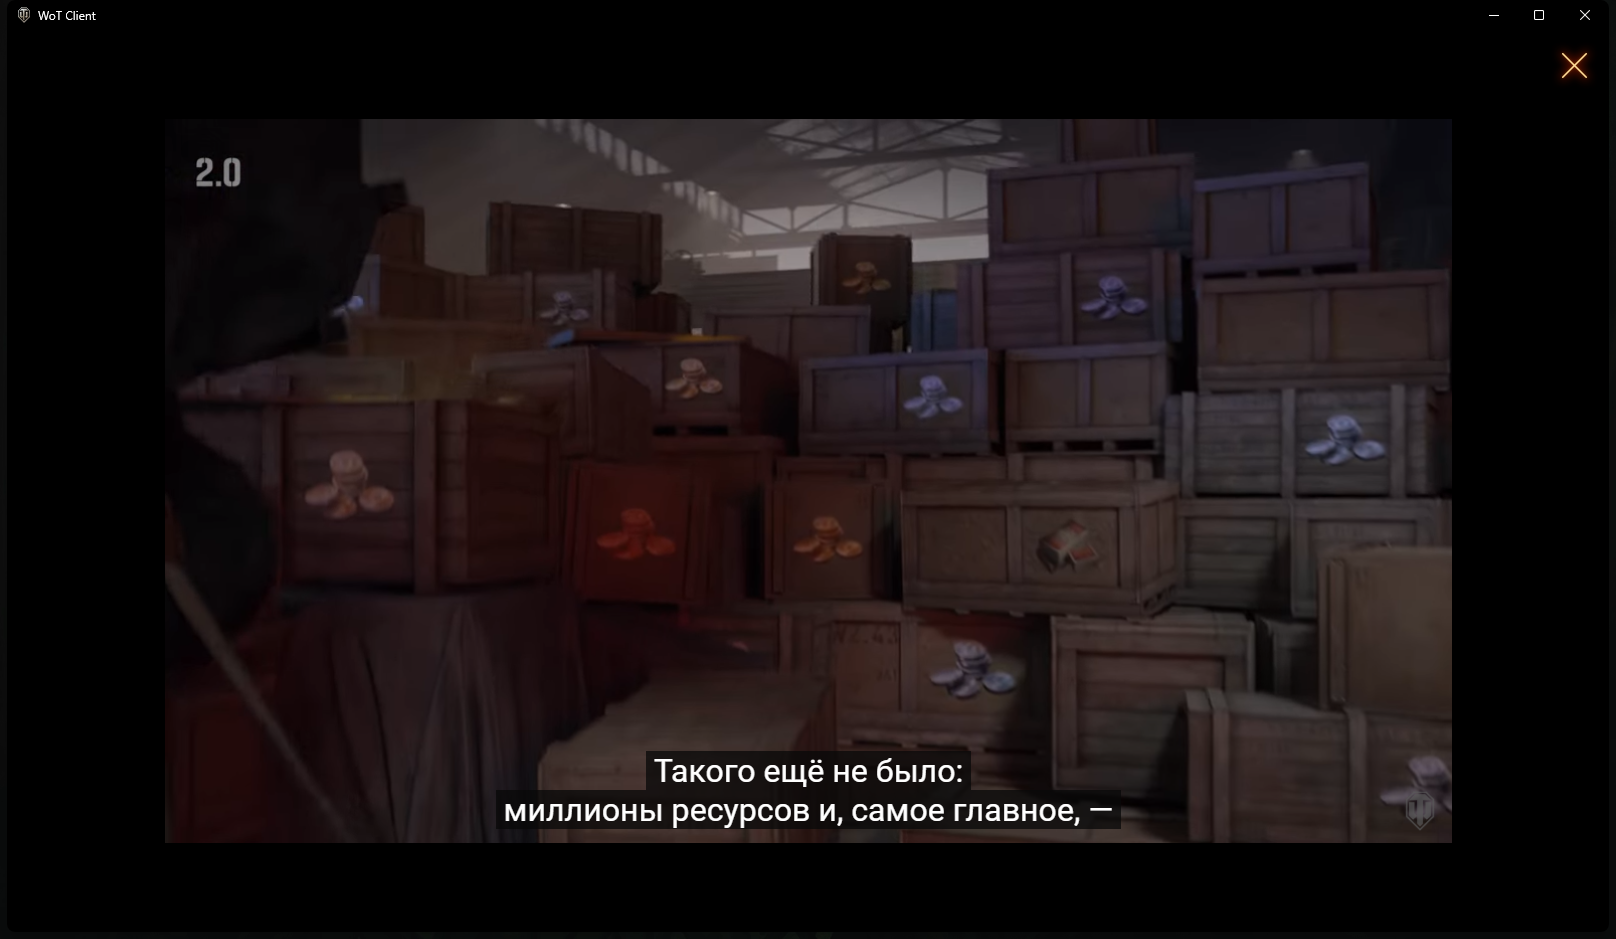 WoT Client
2.0
Такого ещё не было:
миллионы ресурсов и, самое главное, —